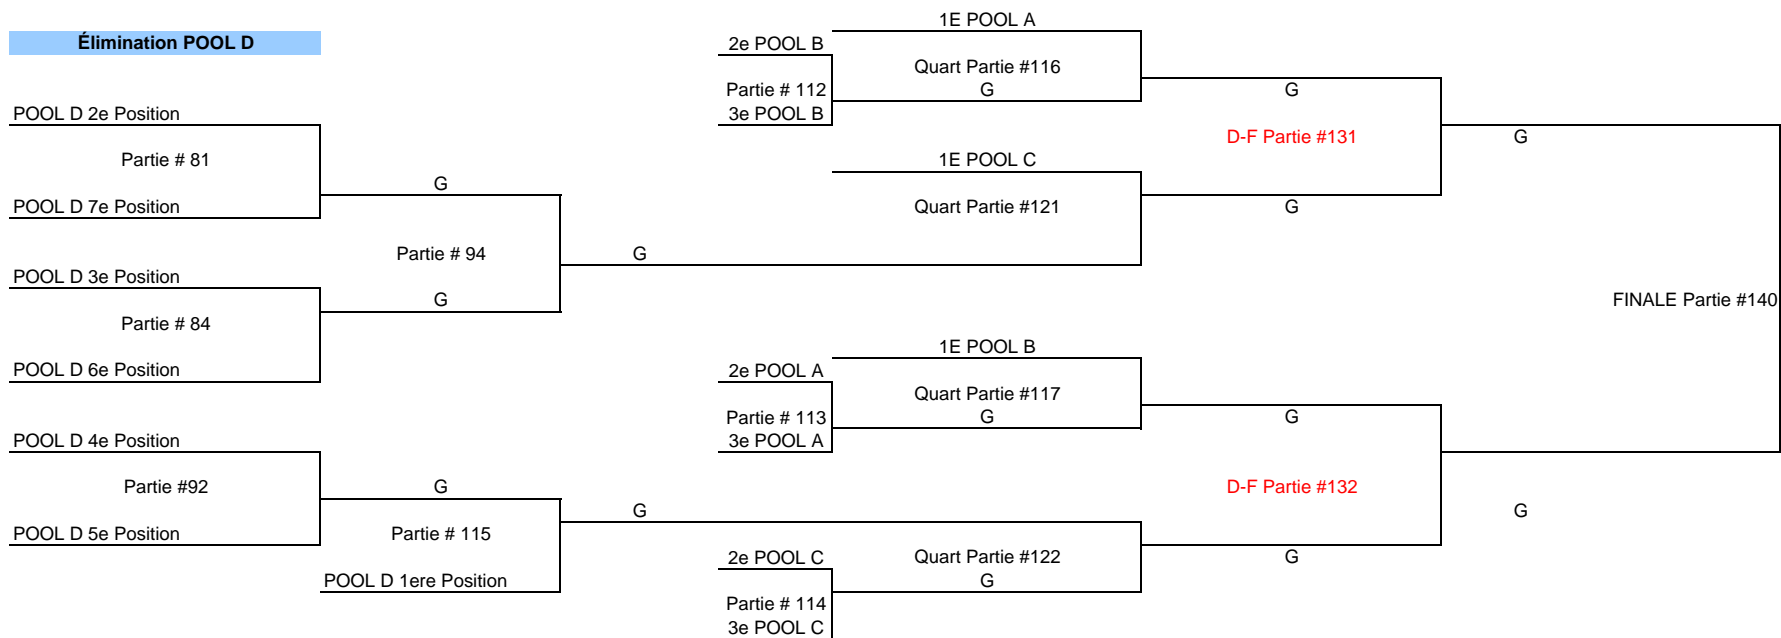 1E POOL A
Élimination POOL D
2e POOL B
Quart Partie #116
Partie # 112
G
G
POOL D 2e Position
3e POOL B
D-F Partie #131
G
Partie # 81
1E POOL C
G
POOL D 7e Position
Quart Partie #121
G
Partie # 94
G
POOL D 3e Position
G
FINALE Partie #140
Partie # 84
1E POOL B
POOL D 6e Position
2e POOL A
Quart Partie #117
Partie # 113
G
G
POOL D 4e Position
3e POOL A
Partie #92
G
D-F Partie #132
G
G
POOL D 5e Position
Partie # 115
2e POOL C
Quart Partie #122
G
POOL D 1ere Position
G
Partie # 114
3e POOL C